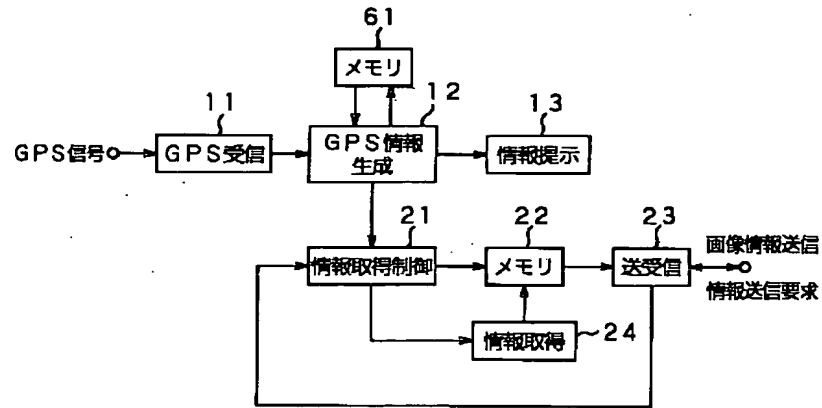 61
メモリ
11
12
13
GPS信号
GPS受信
GPS情報
生成
情報提示
21
22
23
情報取得制御
メモリ
送受信
画像情報送信
情報送信要求
情報取得
24